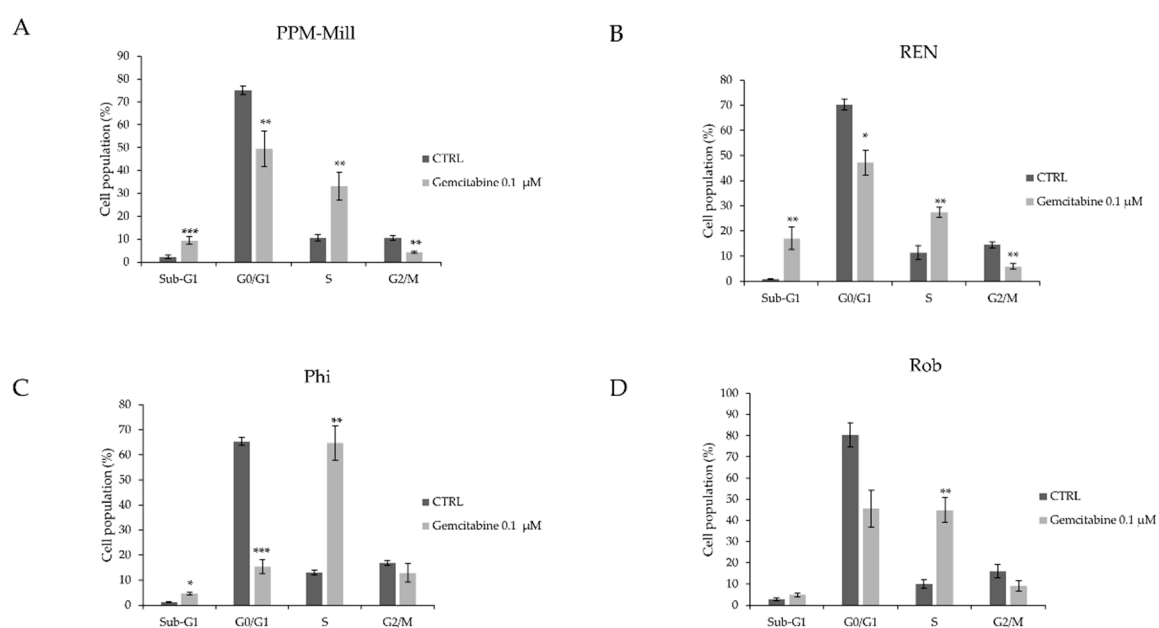 A
PPM-Mill
Cell population (%)
90
80
70
60
50
40
30
20
10
0
***
**
**
**
Sub-G1 G0/G1 S G2/M
CTRL
Gemcitabine 0.1 µM
B
REN
Cell population (%)
80
70
60
50
40
30
20
10
0
**
*
**
**
Sub-G1 G0/G1 S G2/M
CTRL
Gemcitabine 0.1 µM
C
Phi
Cell population (%)
80
70
60
50
40
30
20
10
0
*
***
**
Sub-G1 G0/G1 S G2/M
CTRL
Gemcitabine 0.1 µM
D
Rob
Cell population (%)
100
90
80
70
60
50
40
30
20
10
0
**
Sub-G1 G0/G1 S G2/M
CTRL
Gemcitabine 0.1 µM